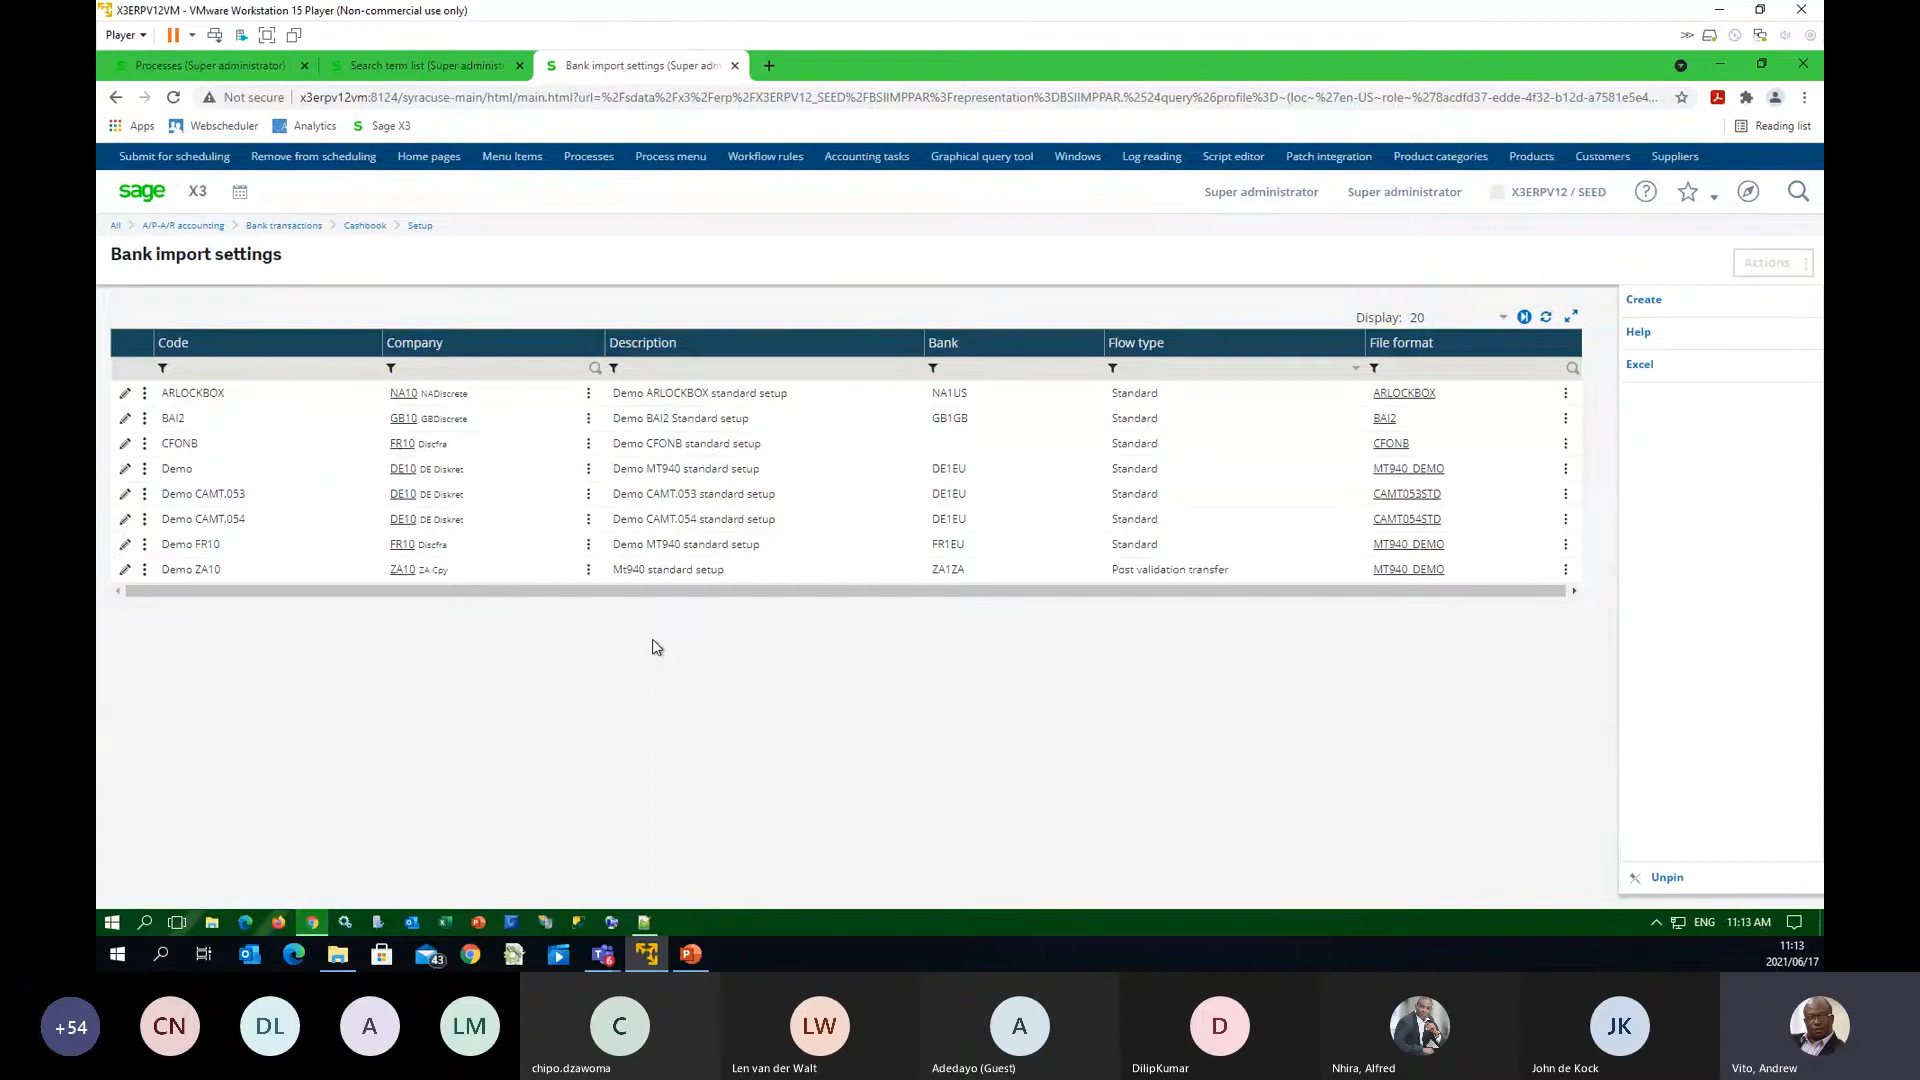 X3ERPV12VM - VMware Workstation 15 Player (Non-commercial use only)
Player
Processes (Super administrator)
Search term list (Super administ
Bank import settings (Super adm
Not secure
x3erpv12vm:8124/syracuse-main/html/main.html?url=%2Fsdata%2Fx3%2Ferp%2FX3ERPV12_SEED%2FBSIIMPPAR%3Frepresentation%3DBSIIMPPAR.%2524query%26profile%3D~(loc~%27en-US~role~%278acdfd37-edde-4f32-b12d-a7581e5e4...
Apps Webscheduler Analytics Sage X3 Reading list
Submit for scheduling Remove from scheduling Home pages Menu Items Processes Process menu Workflow rules Accounting tasks Graphical query tool Windows Log reading Script editor Patch integration Product categories Products Customers Suppliers
sage X3 Super administrator Super administrator X3ERPV12 / SEED
All A/P-A/R accounting Bank transactions Cashbook Setup
Bank import settings
Actions
Create
Help
Excel
Display: 20
Code Company Description Bank Flow type File format
ARLOCKBOX NA10 NADiscrete Demo ARLOCKBOX standard setup NA1US Standard ARLOCKBOX
BAI2 GB10 GBDiscrete Demo BAI2 Standard setup GB1GB Standard BAI2
CFONB FR10 Discfra Demo CFONB standard setup Standard CFONB
Demo DE10 DE Diskret Demo MT940 standard setup DE1EU Standard MT940_DEMO
Demo CAMT.053 DE10 DE Diskret Demo CAMT.053 standard setup DE1EU Standard CAMT053STD
Demo CAMT.054 DE10 DE Diskret Demo CAMT.054 standard setup DE1EU Standard CAMT054STD
Demo FR10 FR10 Discfra Demo MT940 standard setup FR1EU Standard MT940_DEMO
Demo ZA10 ZA10 ZA Cpy Mt940 standard setup ZA1ZA Post validation transfer MT940_DEMO
Unpin
ENG 11:13 AM
43
6
11:13
2021/06/17
+54 CN DL A LM C LW A D JK
chipo.dzawoma Len van der Walt Adedayo (Guest) DilipKumar Nhira, Alfred John de Kock Vito, Andrew